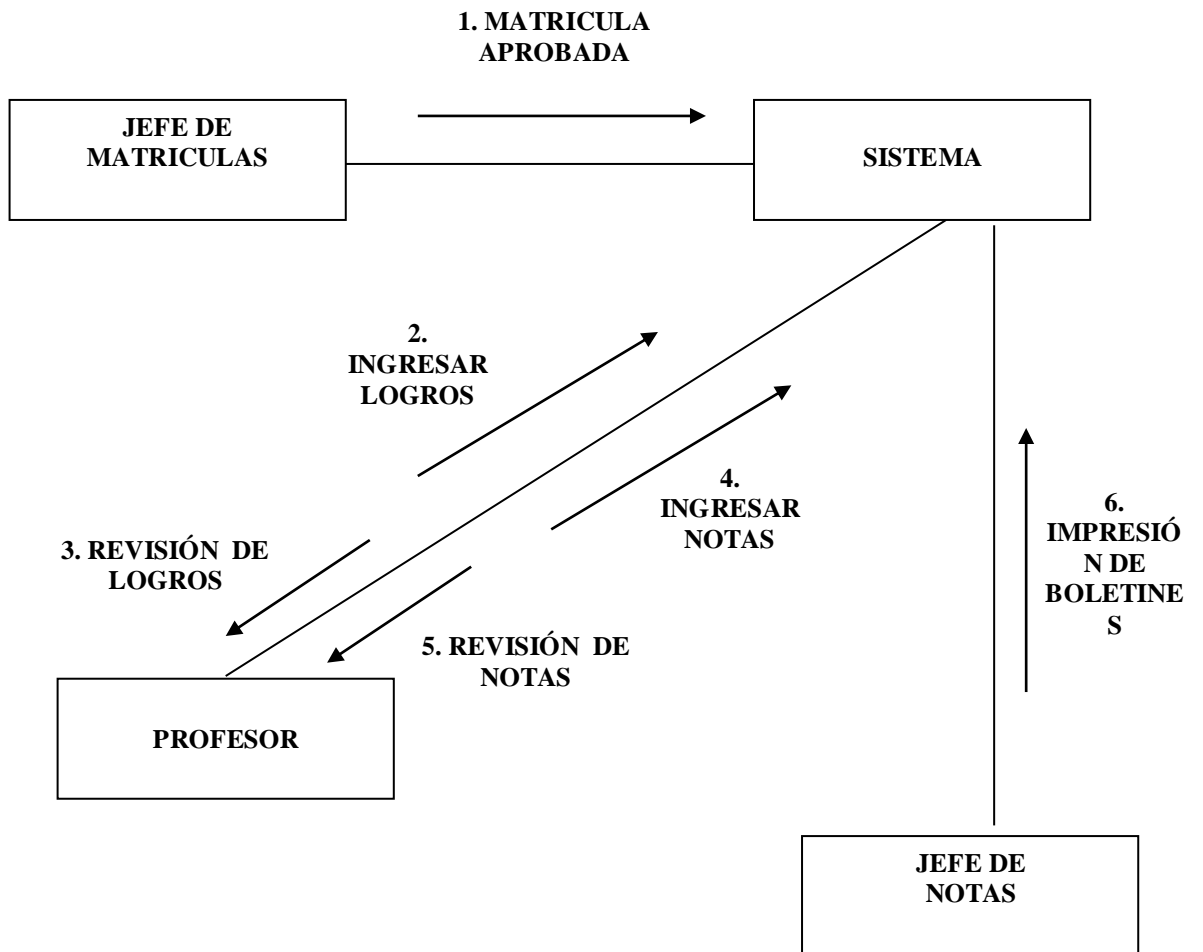 1. MATRICULA
APROBADA
JEFE DE
MATRICULAS
SISTEMA
2.
INGRESAR
LOGROS
4.
INGRESAR
NOTAS
6.
IMPRESIÓ
N DE
BOLETINE
S
3. REVISIÓN DE
LOGROS
5. REVISIÓN DE
NOTAS
PROFESOR
JEFE DE
NOTAS